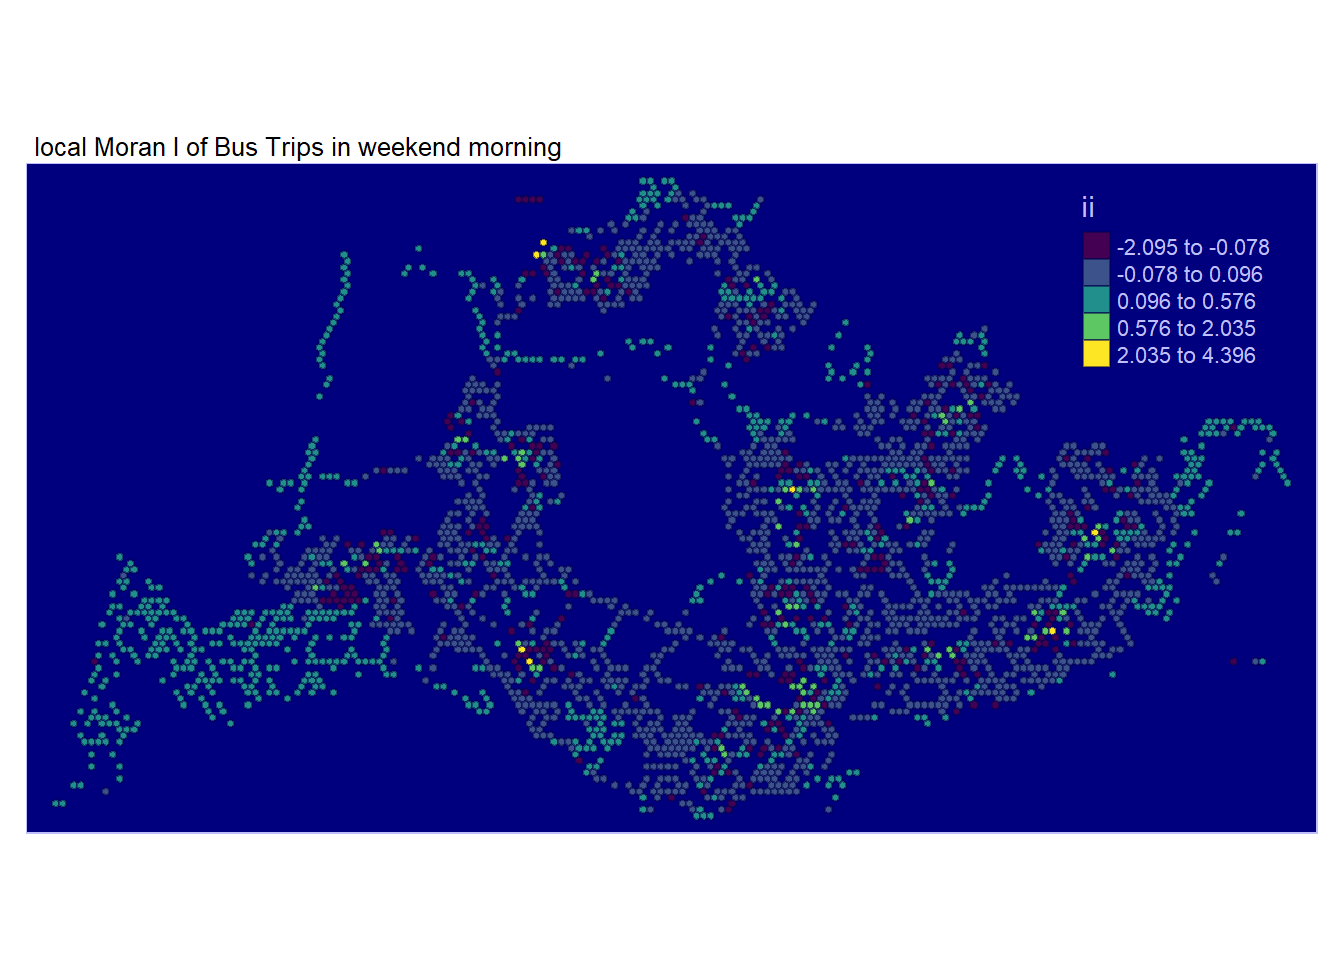 local Moran I of Bus Trips in weekend morning
ii
-2.095 to -0.078
-0.078 to 0.096
0.096 to 0.576
0.576 to 2.035
2.035 to 4.396